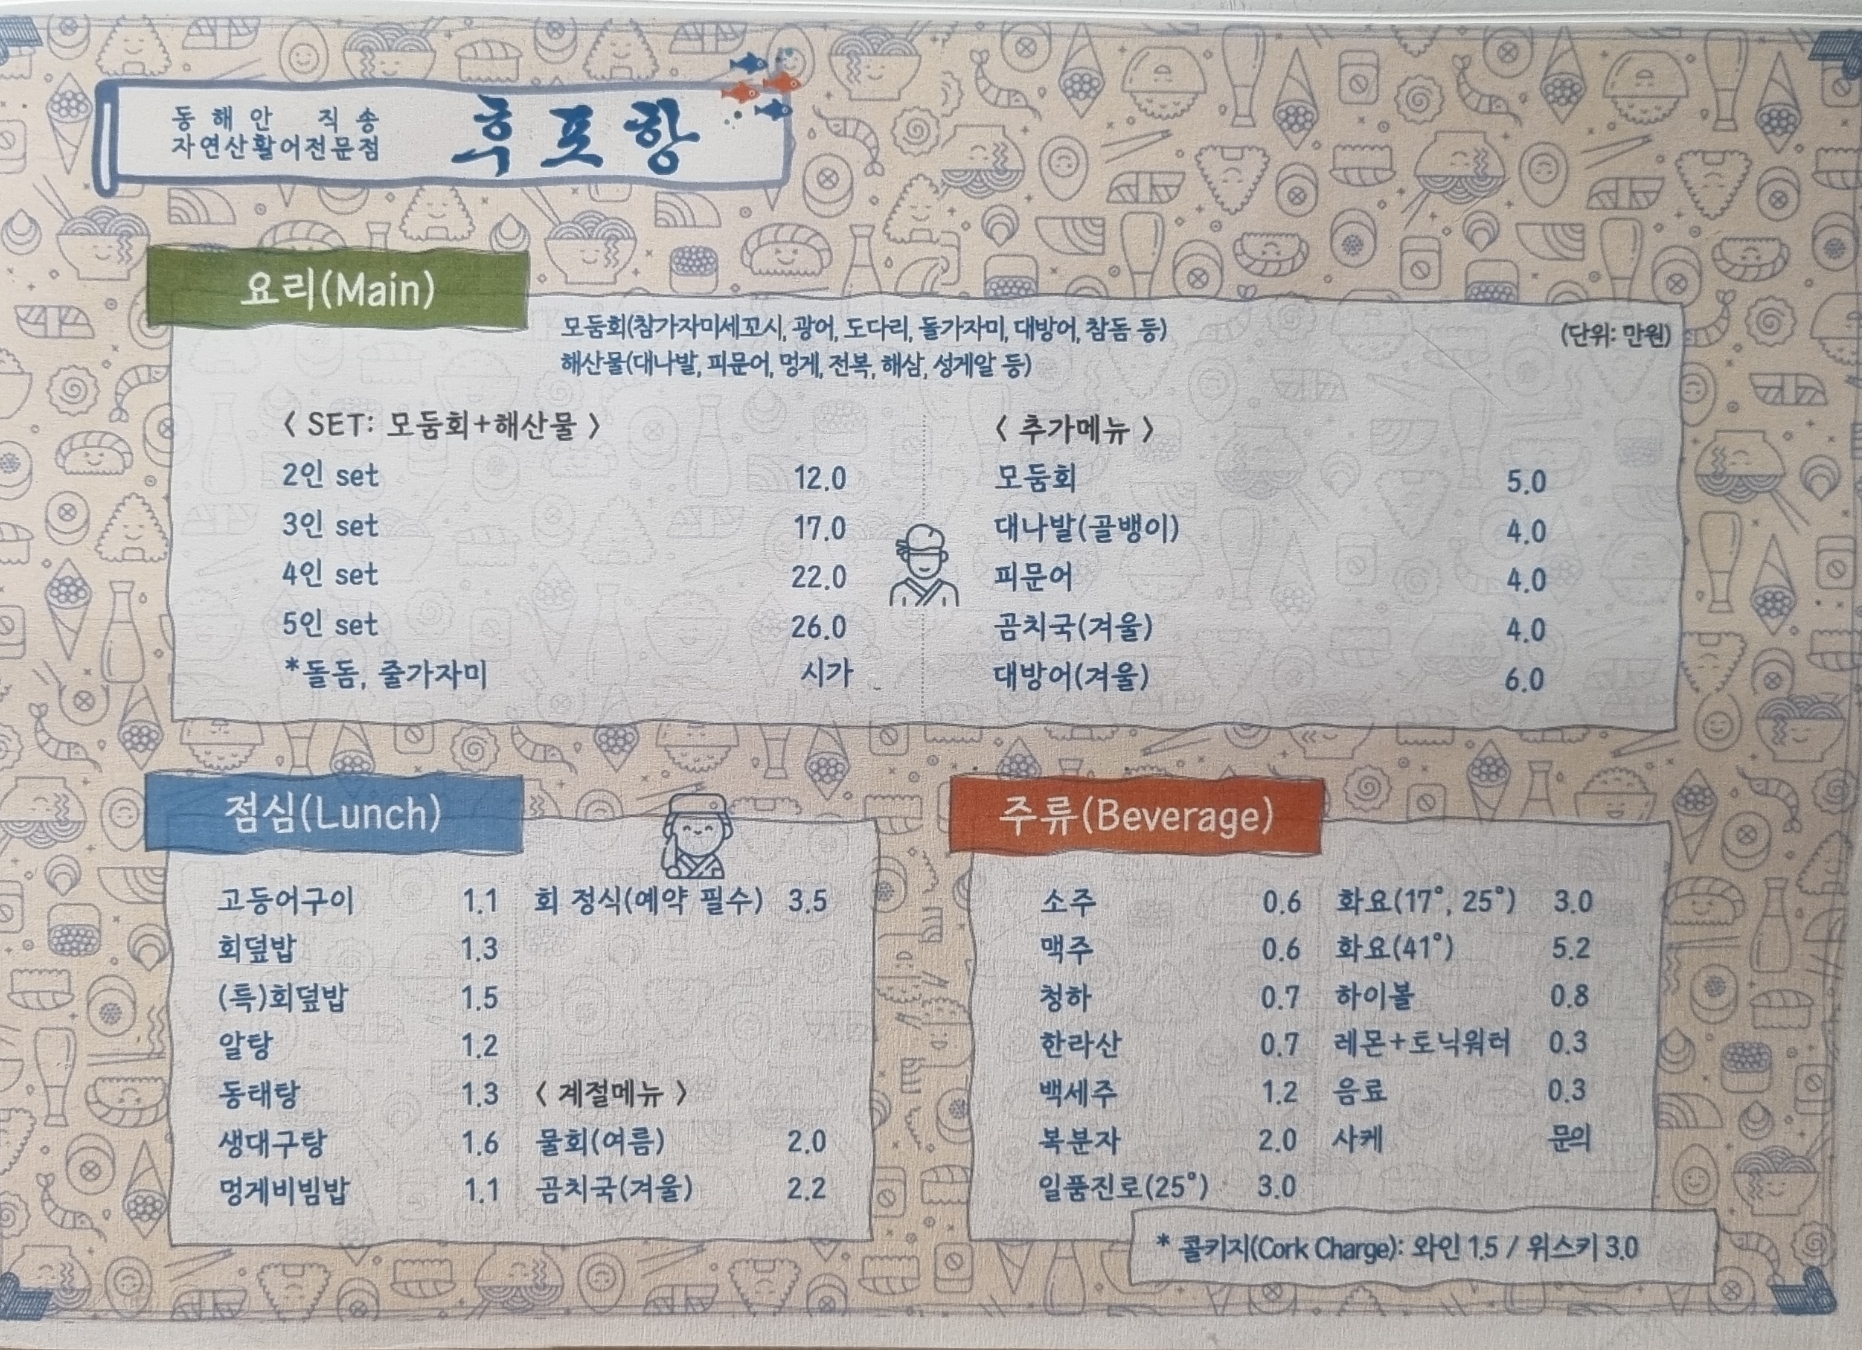 동해안 직송
자연산활어전문점
후포항
요리(Main)
모둠회(참가자미세꼬시, 광어, 도다리, 돌가자미, 대방어, 참돔 등)
(단위: 만원)
해산물(대나발, 피문어, 멍게, 전복, 해삼, 성게알 등)
< SET: 모둠회+해산물 >
2인 set 12.0
3인 set 17.0
4인 set 22.0
5인 set 26.0
*돌돔, 줄가자미 시가
< 추가메뉴 >
모둠회 5.0
대나발(골뱅이) 4.0
피문어 4.0
곰치국(겨울) 4.0
대방어(겨울) 6.0
점심(Lunch)
고등어구이 1.1
회덮밥 1.3
(특)회덮밥 1.5
알탕 1.2
동태탕 1.3
생대구탕 1.6
멍게비빔밥 1.1
회 정식(예약 필수) 3.5
< 계절메뉴 >
물회(여름) 2.0
곰치국(겨울) 2.2
주류(Beverage)
소주 0.6
맥주 0.6
청하 0.7
한라산 0.7
백세주 1.2
복분자 2.0
일품진로(25°) 3.0
화요(17°, 25°) 3.0
화요(41°) 5.2
하이볼 0.8
레몬+토닉워터 0.3
음료 0.3
사케 문의
* 콜키지(Cork Charge): 와인 1.5 / 위스키 3.0